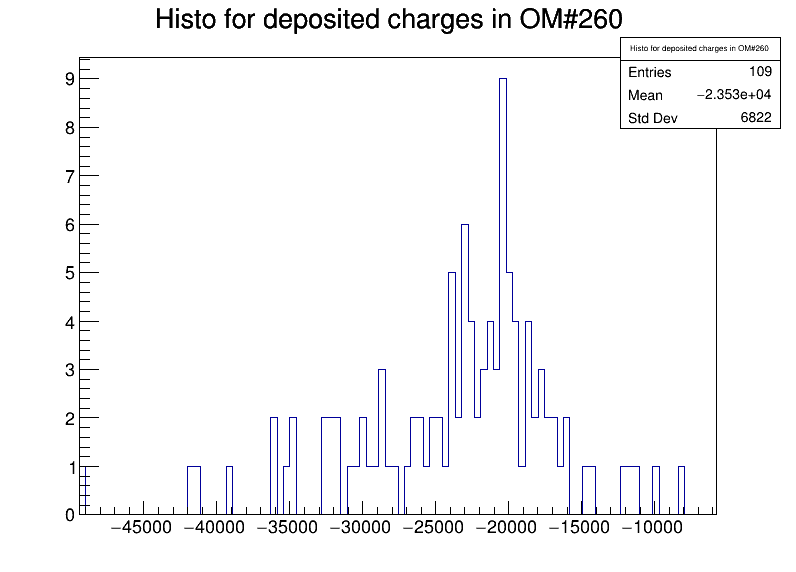 Histo for deposited charges in OM#260
Histo for deposited charges in OM#260
Entries 109
Mean −2.353e+04
Std Dev 6822
9
8
7
6
5
4
3
2
1
0
−45000 −40000 −35000 −30000 −25000 −20000 −15000 −10000